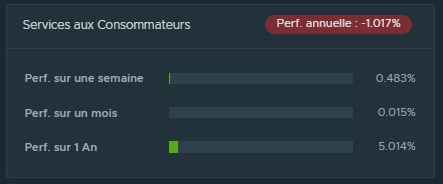 Services aux Consommateurs
Perf. annuelle : -1.017%
Perf. sur une semaine 0.483%
Perf. sur un mois 0.015%
Perf. sur 1 An 5.014%